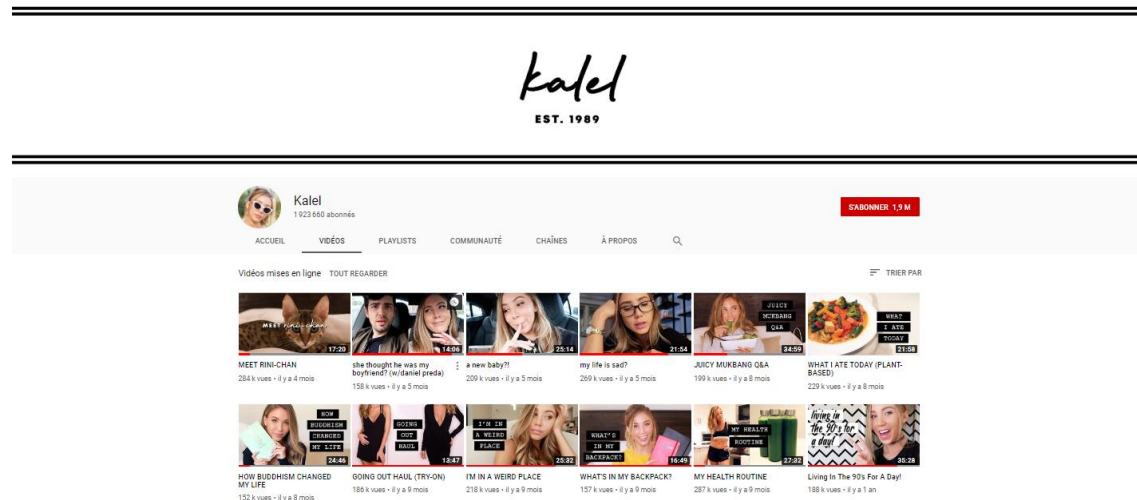 kalel
EST. 1989
Kalel
1 923 660 abonnés
S'ABONNER 1,9 M
ACCUEIL VIDÉOS PLAYLISTS COMMUNAUTÉ CHAÎNES À PROPOS
Vidéos mises en ligne TOUT REGARDER
TRIER PAR
MEET rini-chan
17:20
14:06
25:14
21:54
JUICY
MUKBANG
Q&A
34:59
WHAT
I ATE
TODAY
21:58
MEET RINI-CHAN
284 k vues • il y a 4 mois
she thought he was my
boyfriend? (w/daniel preda)
158 k vues • il y a 5 mois
a new baby?!
209 k vues • il y a 5 mois
my life is sad?
269 k vues • il y a 5 mois
JUICY MUKBANG Q&A
199 k vues • il y a 8 mois
WHAT I ATE TODAY (PLANT-
BASED)
229 k vues • il y a 8 mois
HOW
BUDDHISM
CHANGED
MY LIFE
24:46
GOING
OUT
HAUL
13:47
I'M IN
A WEIRD
PLACE
25:32
WHAT'S
IN MY
BACKPACK?
16:49
MY HEALTH
ROUTINE
27:32
living in
the 90's for
a day!
35:28
HOW BUDDHISM CHANGED
MY LIFE
152 k vues • il y a 8 mois
GOING OUT HAUL (TRY-ON)
186 k vues • il y a 9 mois
I'M IN A WEIRD PLACE
218 k vues • il y a 9 mois
WHAT'S IN MY BACKPACK?
157 k vues • il y a 9 mois
MY HEALTH ROUTINE
287 k vues • il y a 9 mois
Living In The 90's For A Day!
188 k vues • il y a 1 an